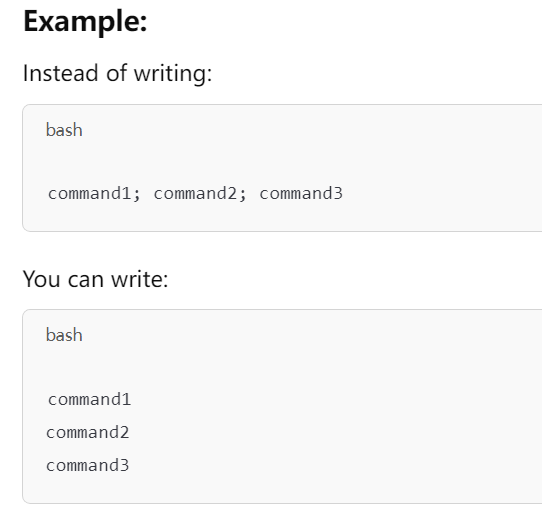 Example:
Instead of writing:
bash
command1; command2; command3
You can write:
bash
command1
command2
command3